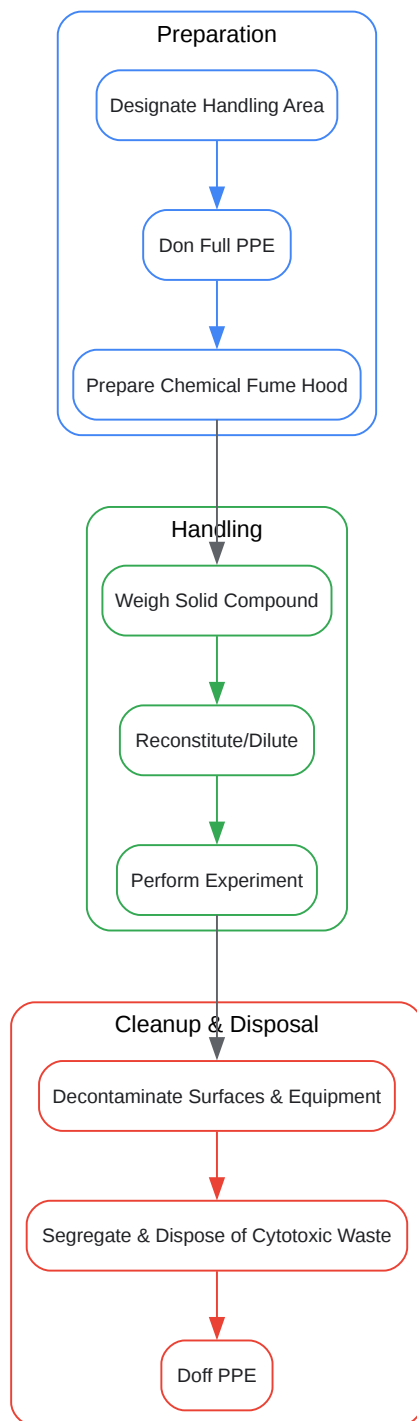 Preparation
Designate Handling Area
Don Full PPE
Prepare Chemical Fume Hood
Handling
Weigh Solid Compound
Reconstitute/Dilute
Perform Experiment
Cleanup & Disposal
Decontaminate Surfaces & Equipment
Segregate & Dispose of Cytotoxic Waste
Doff PPE